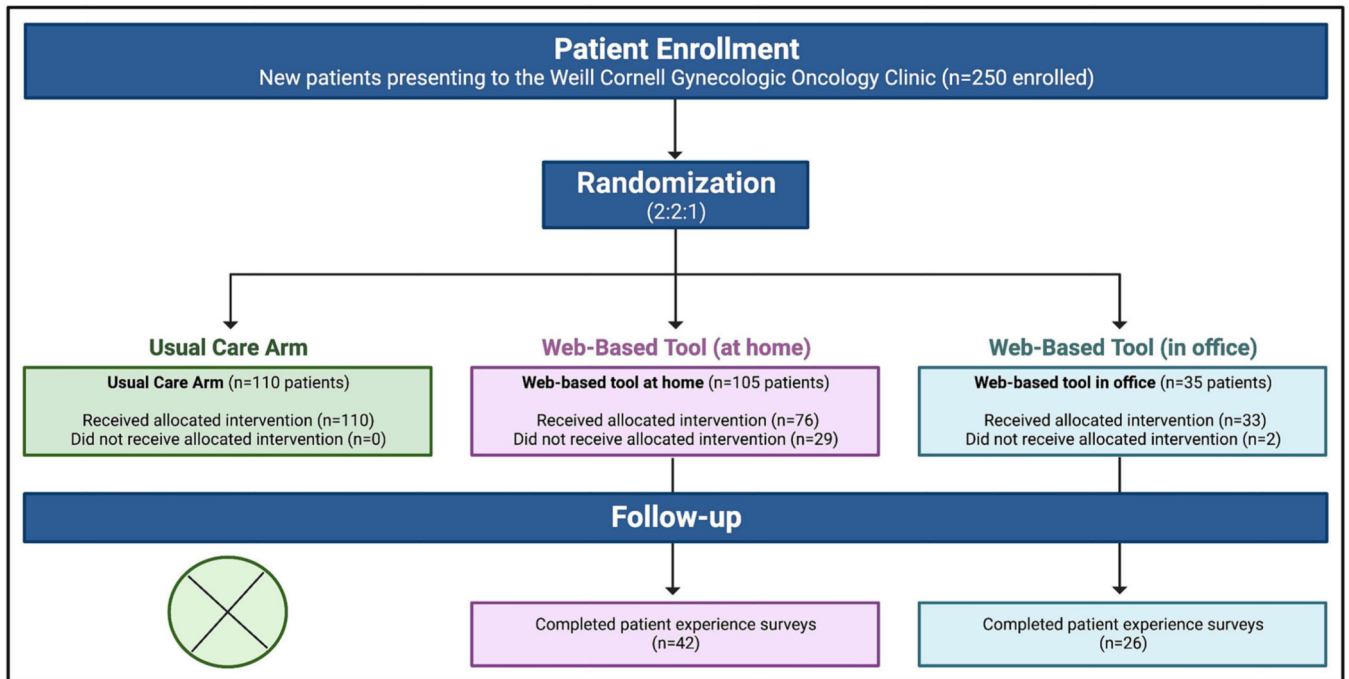 Patient Enrollment
New patients presenting to the Weill Cornell Gynecologic Oncology Clinic (n=250 enrolled)
Randomization
(2:2:1)
Usual Care Arm
Usual Care Arm (n=110 patients)
Received allocated intervention (n=110)
Did not receive allocated intervention (n=0)
Web-Based Tool (at home)
Web-based tool at home (n=105 patients)
Received allocated intervention (n=76)
Did not receive allocated intervention (n=29)
Web-Based Tool (in office)
Web-based tool in office (n=35 patients)
Received allocated intervention (n=33)
Did not receive allocated intervention (n=2)
Follow-up
Completed patient experience surveys
(n=42)
Completed patient experience surveys
(n=26)